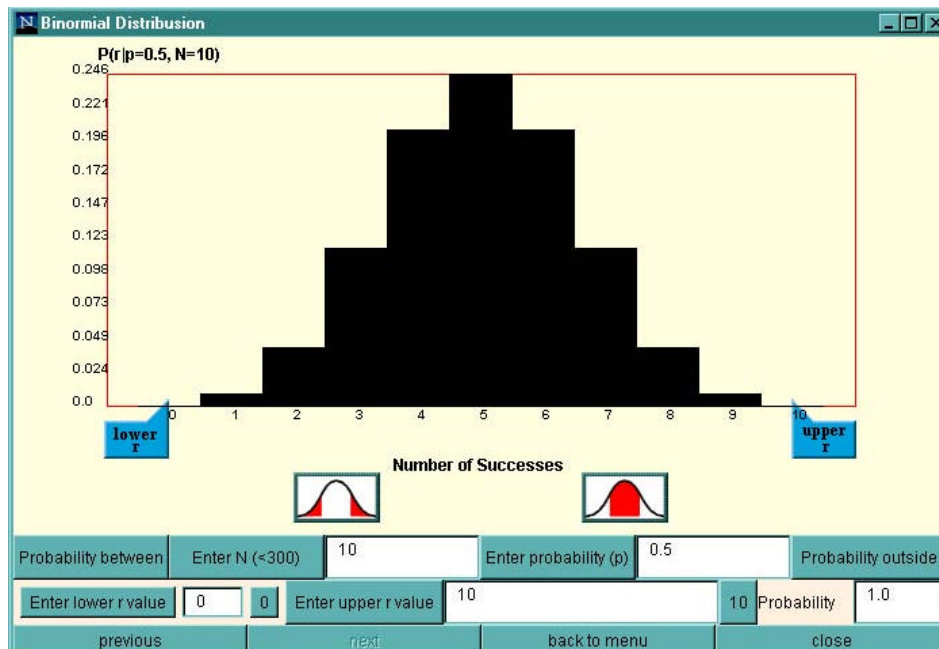 N Binormial Distribusion
P(r|p=0.5, N=10)
0.246
0.221
0.196
0.172
0.147
0.123
0.098
0.073
0.049
0.024
0.0
0 1 2 3 4 5 6 7 8 9 10
lower r
upper r
Number of Successes
Probability between Enter N (<300) 10 Enter probability (p) 0.5 Probability outside
Enter lower r value 0 0 Enter upper r value 10 10 Probability 1.0
previous next back to menu close